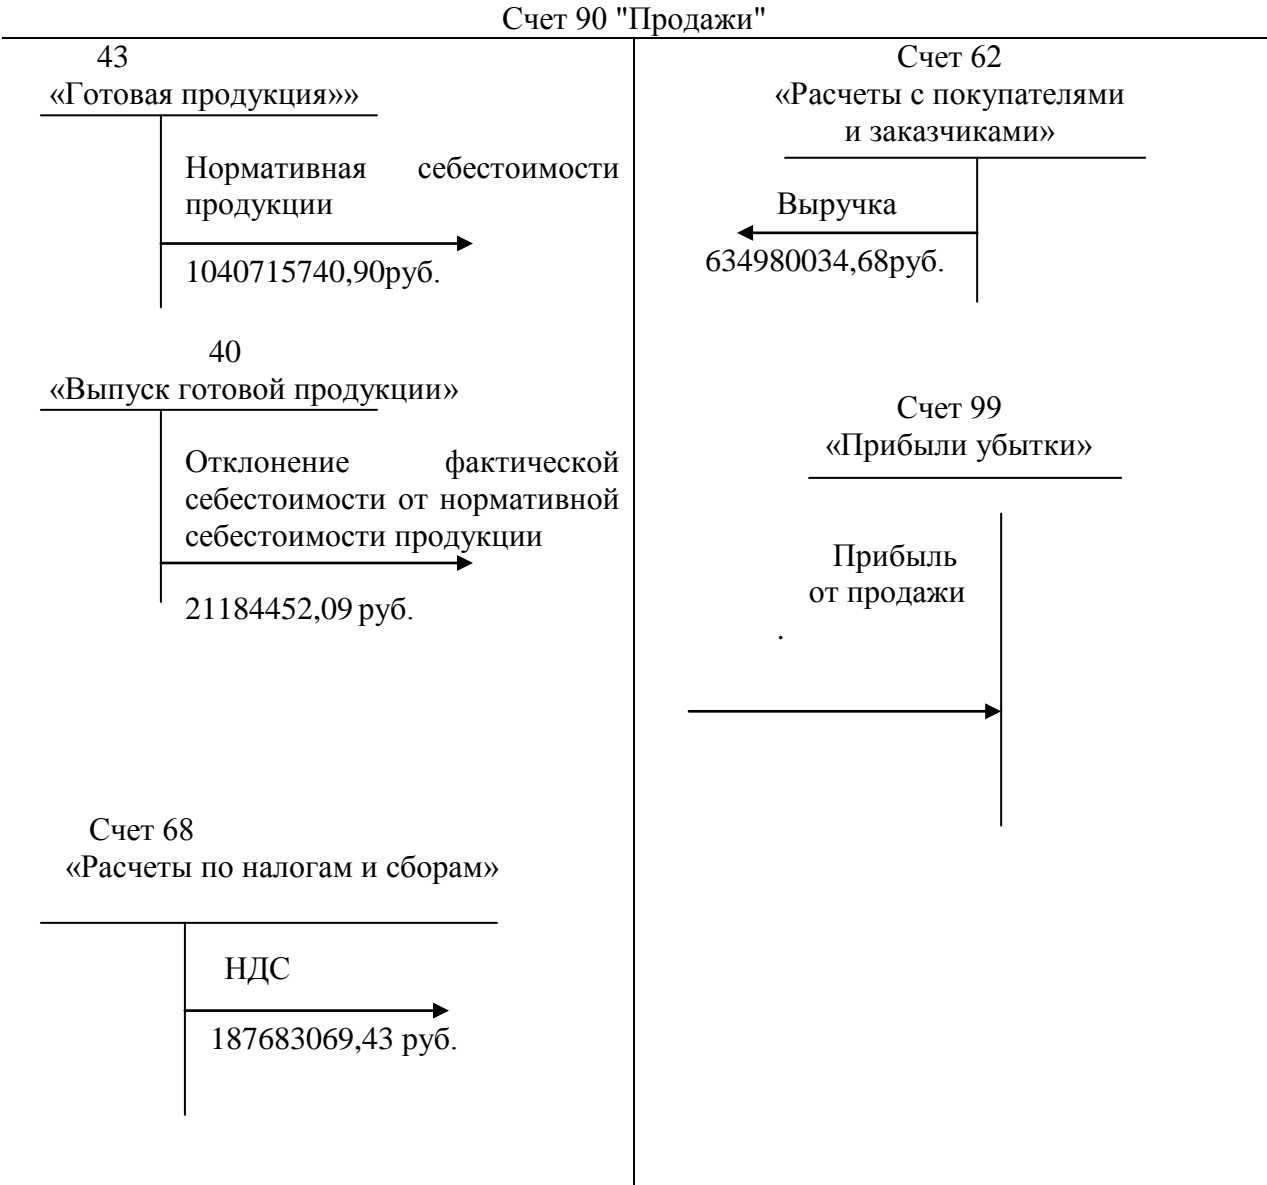 Счет 90 "Продажи"
43
«Готовая продукция»»
Нормативная себестоимости
продукции
1040715740,90руб.
40
«Выпуск готовой продукции»
Отклонение фактической
себестоимости от нормативной
себестоимости продукции
21184452,09 руб.
Счет 68
«Расчеты по налогам и сборам»
НДС
187683069,43 руб.
Счет 62
«Расчеты с покупателями
и заказчиками»
Выручка
634980034,68руб.
Счет 99
«Прибыли убытки»
Прибыль
от продажи
.